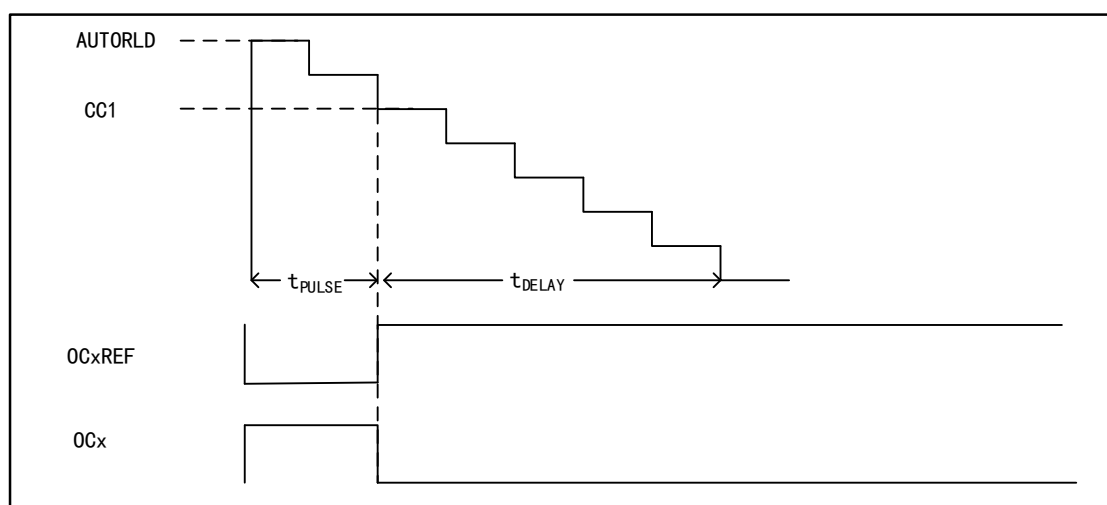 AUTORLD
CC1
tPULSE
tDELAY
OCxREF
OCx